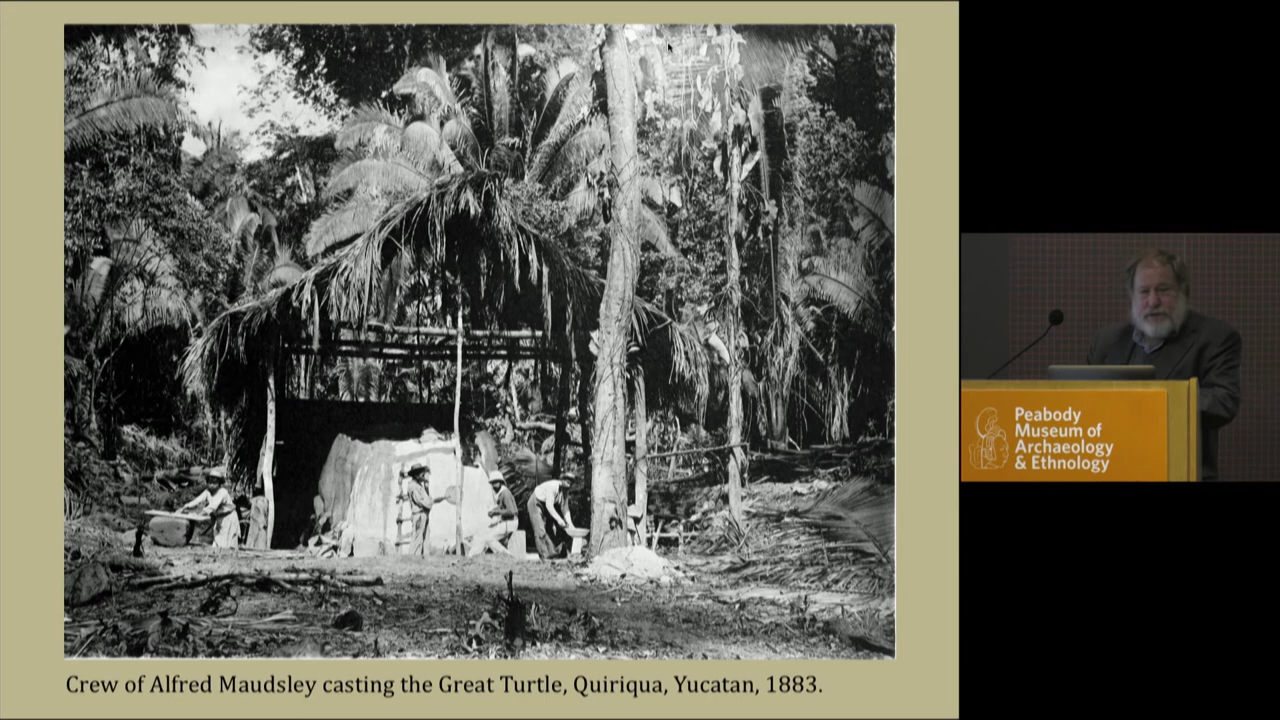 Crew of Alfred Maudsley casting the Great Turtle, Quiriqua, Yucatan, 1883.
Peabody
Museum of
Archaeology
& Ethnology